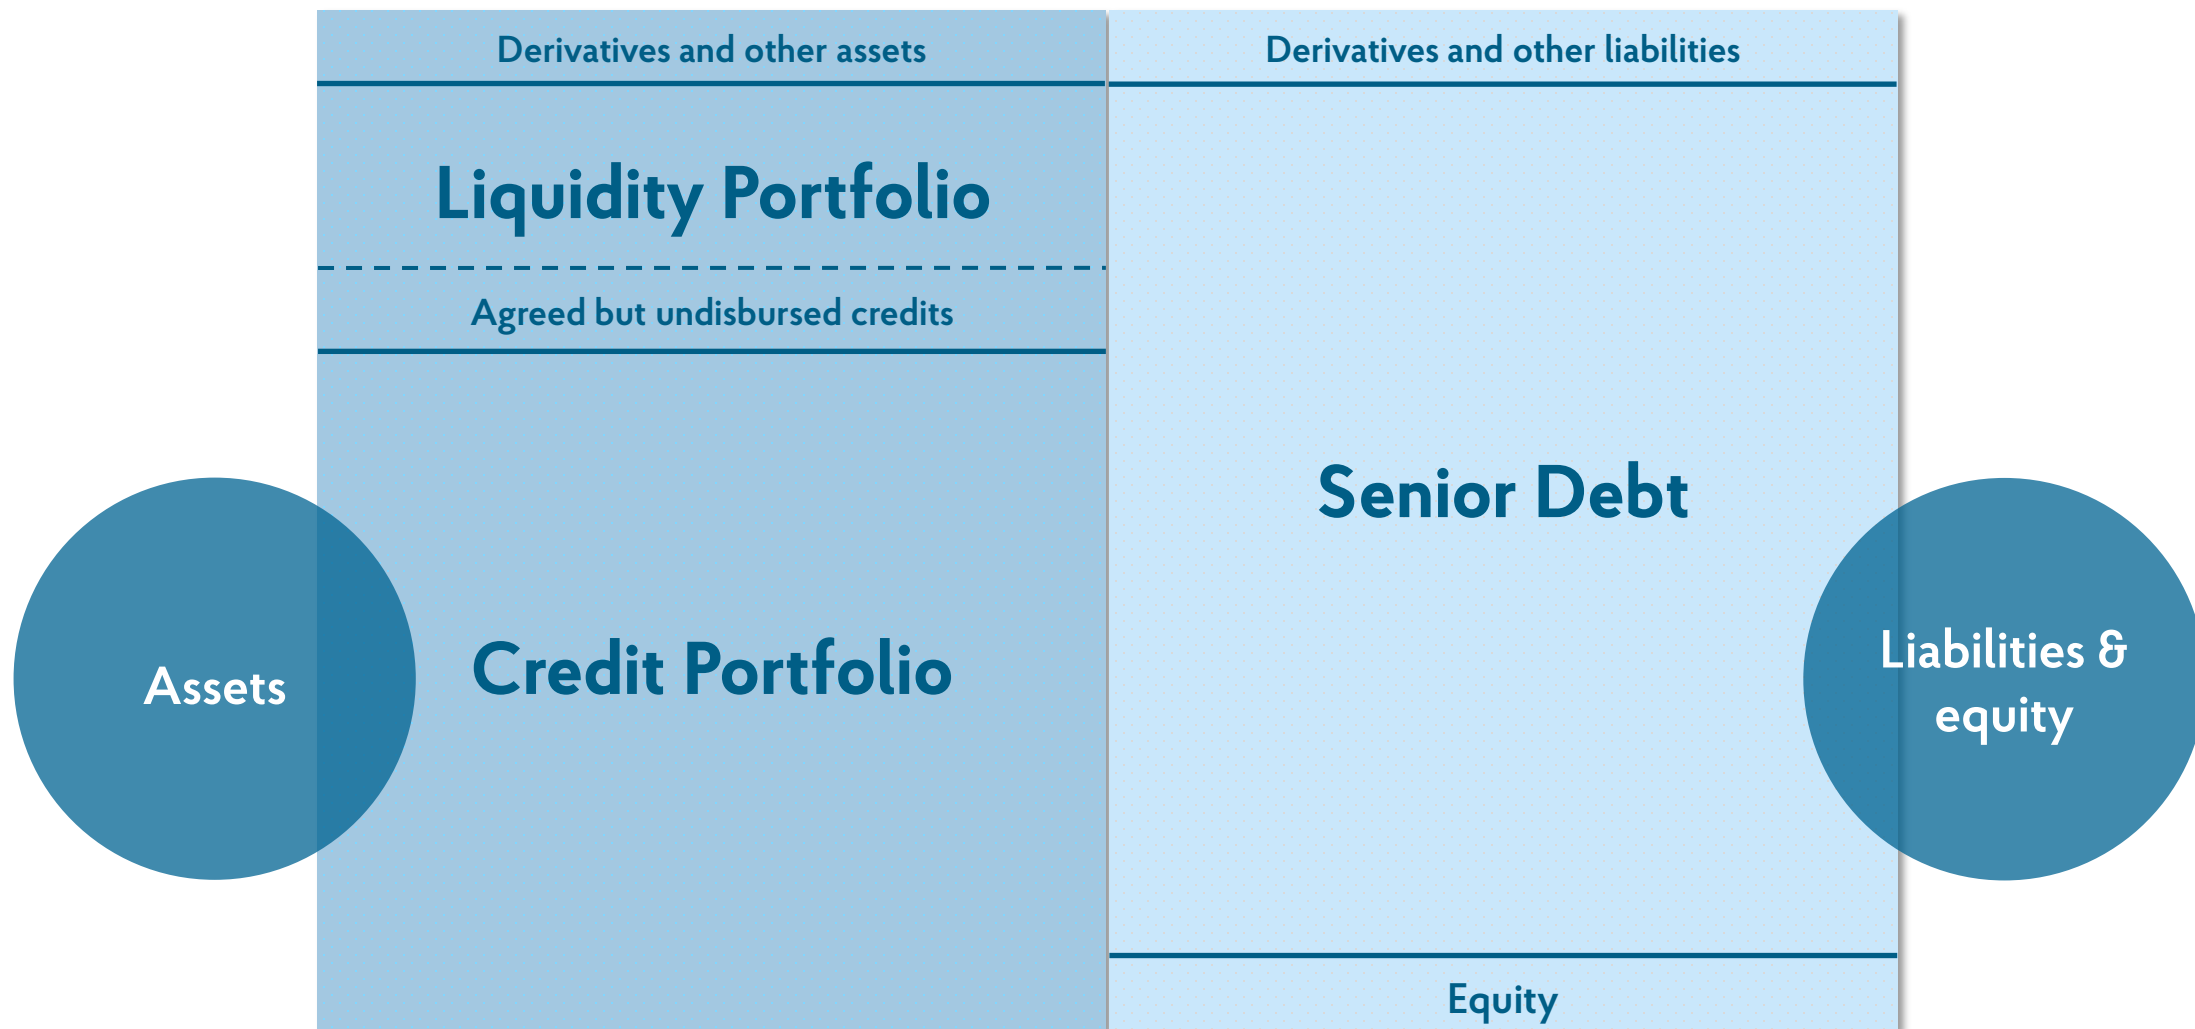 Derivatives and other assets
Derivatives and other liabilities
Liquidity Portfolio
Agreed but undisbursed credits
Senior Debt
Credit Portfolio
Assets
Liabilities &
equity
Equity